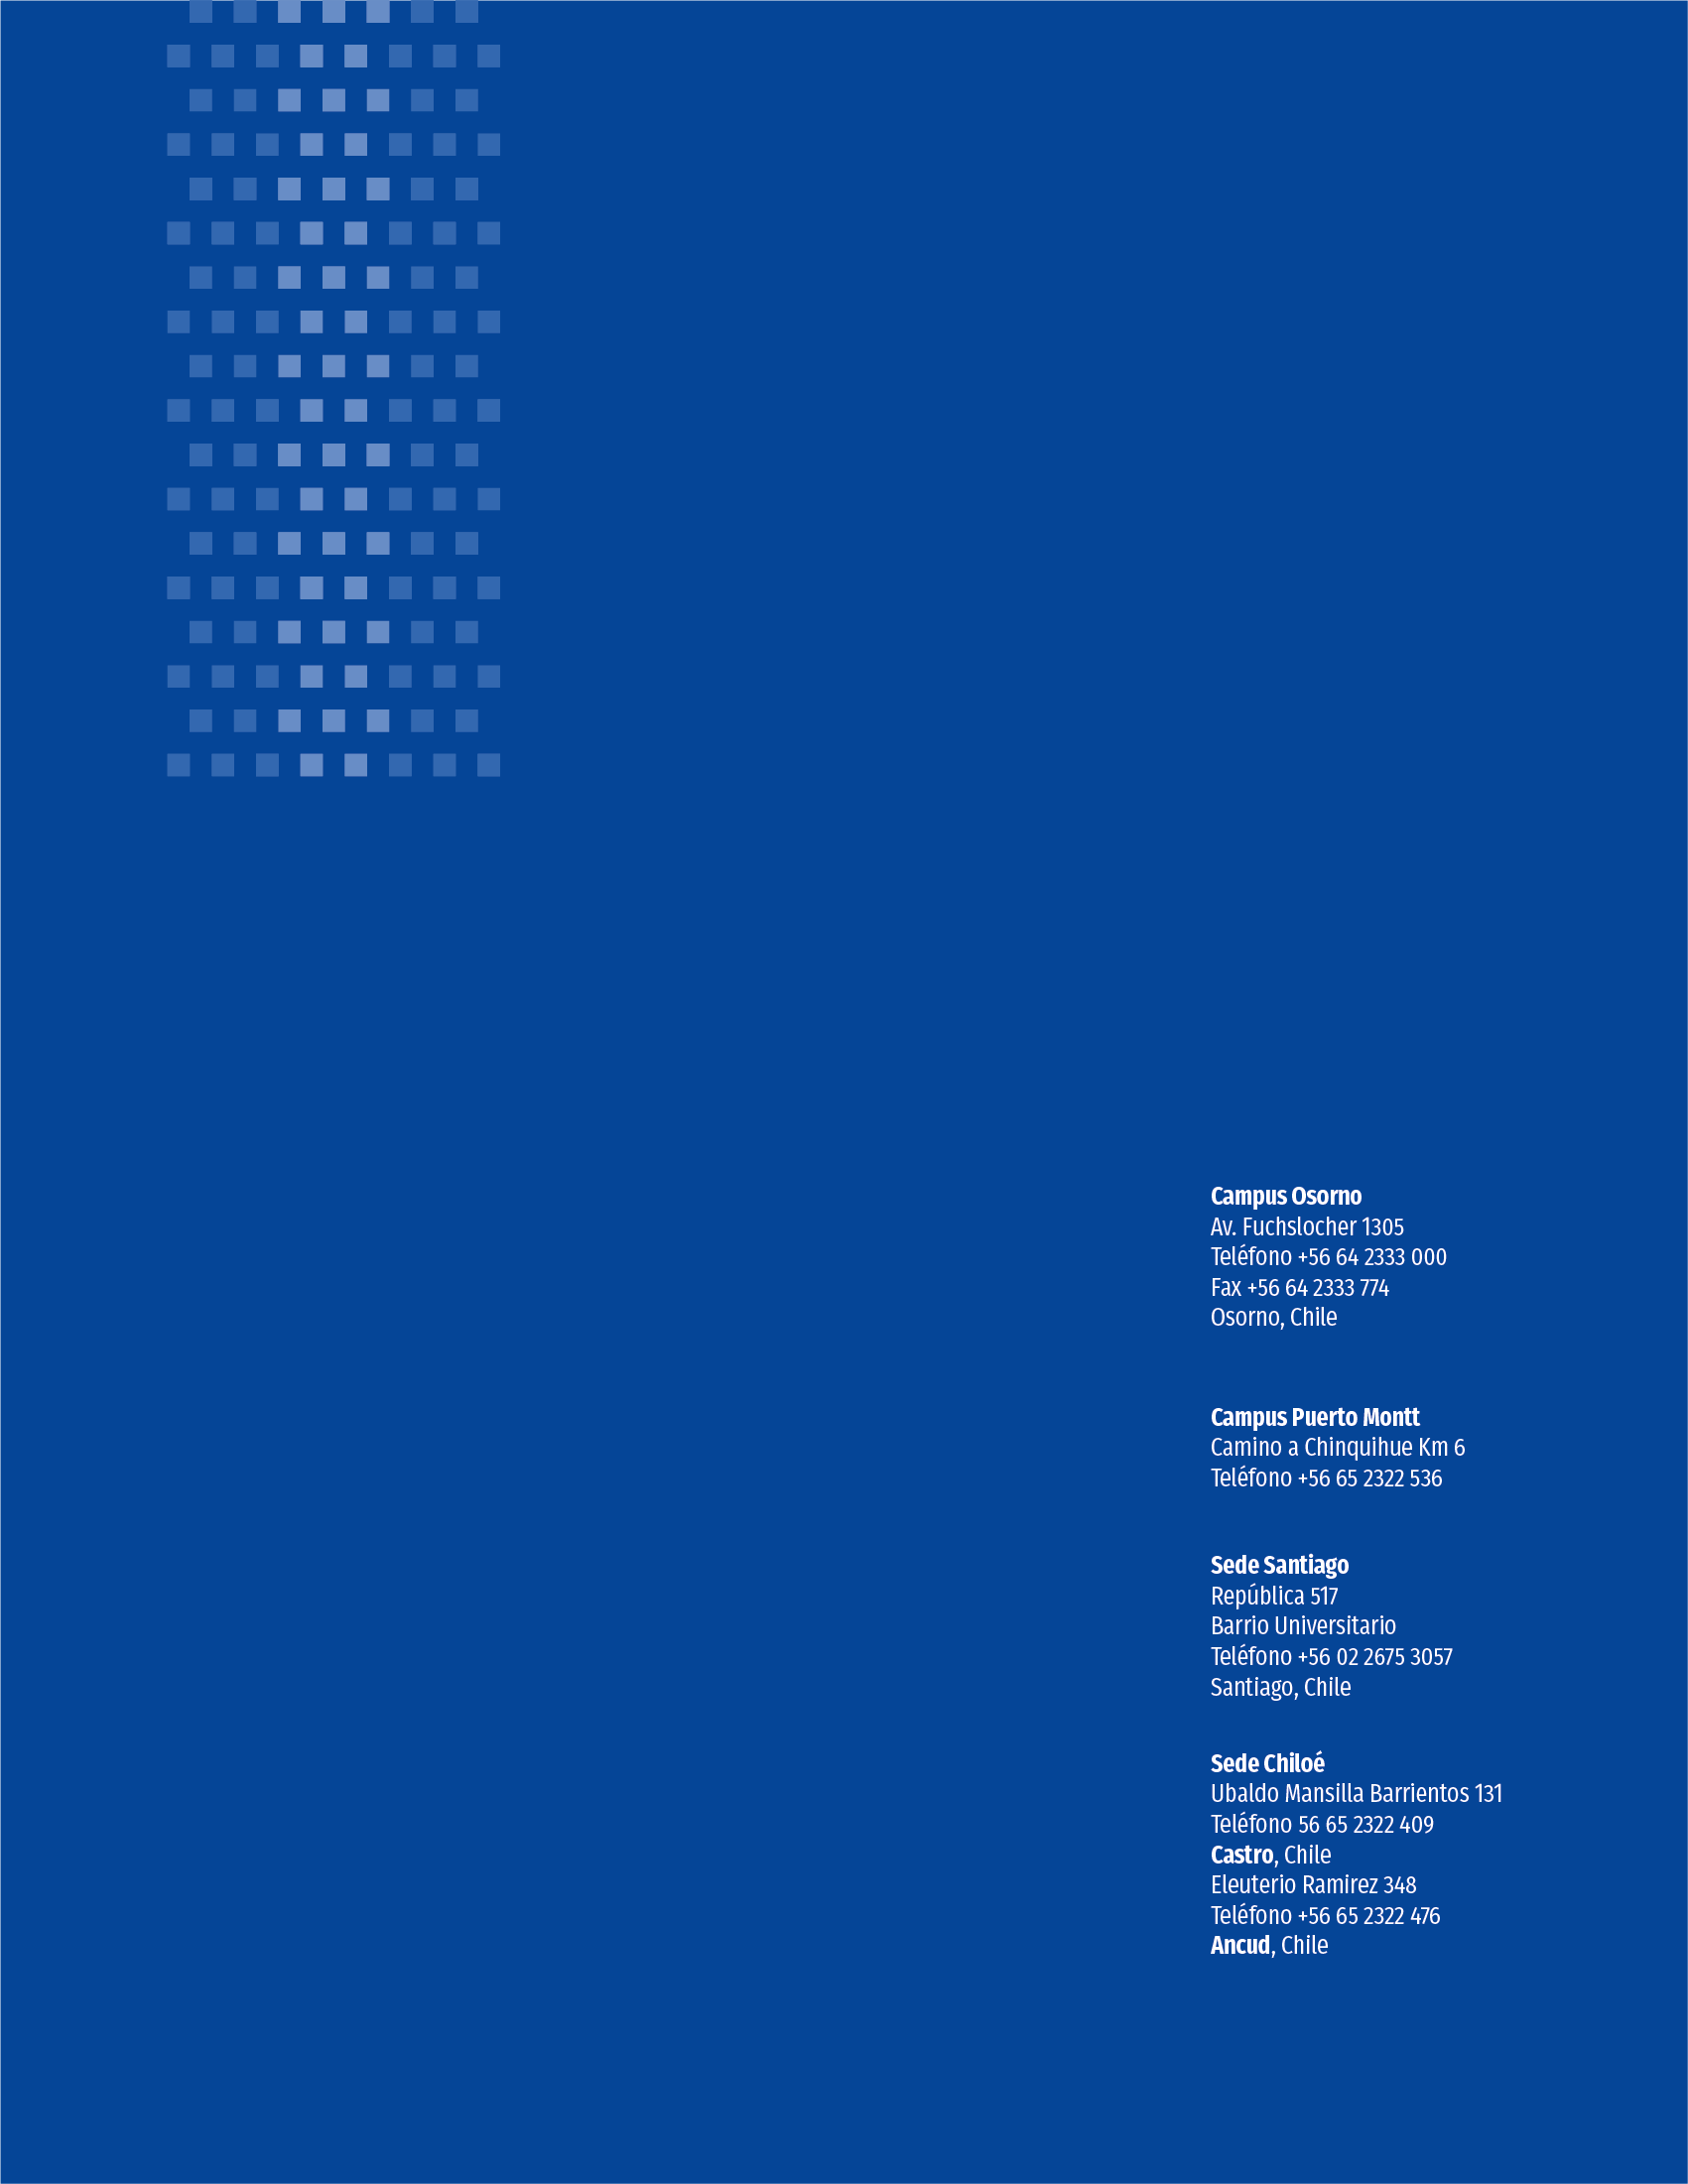 Campus Osorno
Av. Fuchslocher 1305
Teléfono +56 64 2333 000
Fax +56 64 2333 774
Osorno, Chile
Campus Puerto Montt
Camino a Chinquihue Km 6
Teléfono +56 65 2322 536
Sede Santiago
República 517
Barrio Universitario
Teléfono +56 02 2675 3057
Santiago, Chile
Sede Chiloé
Ubaldo Mansilla Barrientos 131
Teléfono 56 65 2322 409
Castro, Chile
Eleuterio Ramirez 348
Teléfono +56 65 2322 476
Ancud, Chile